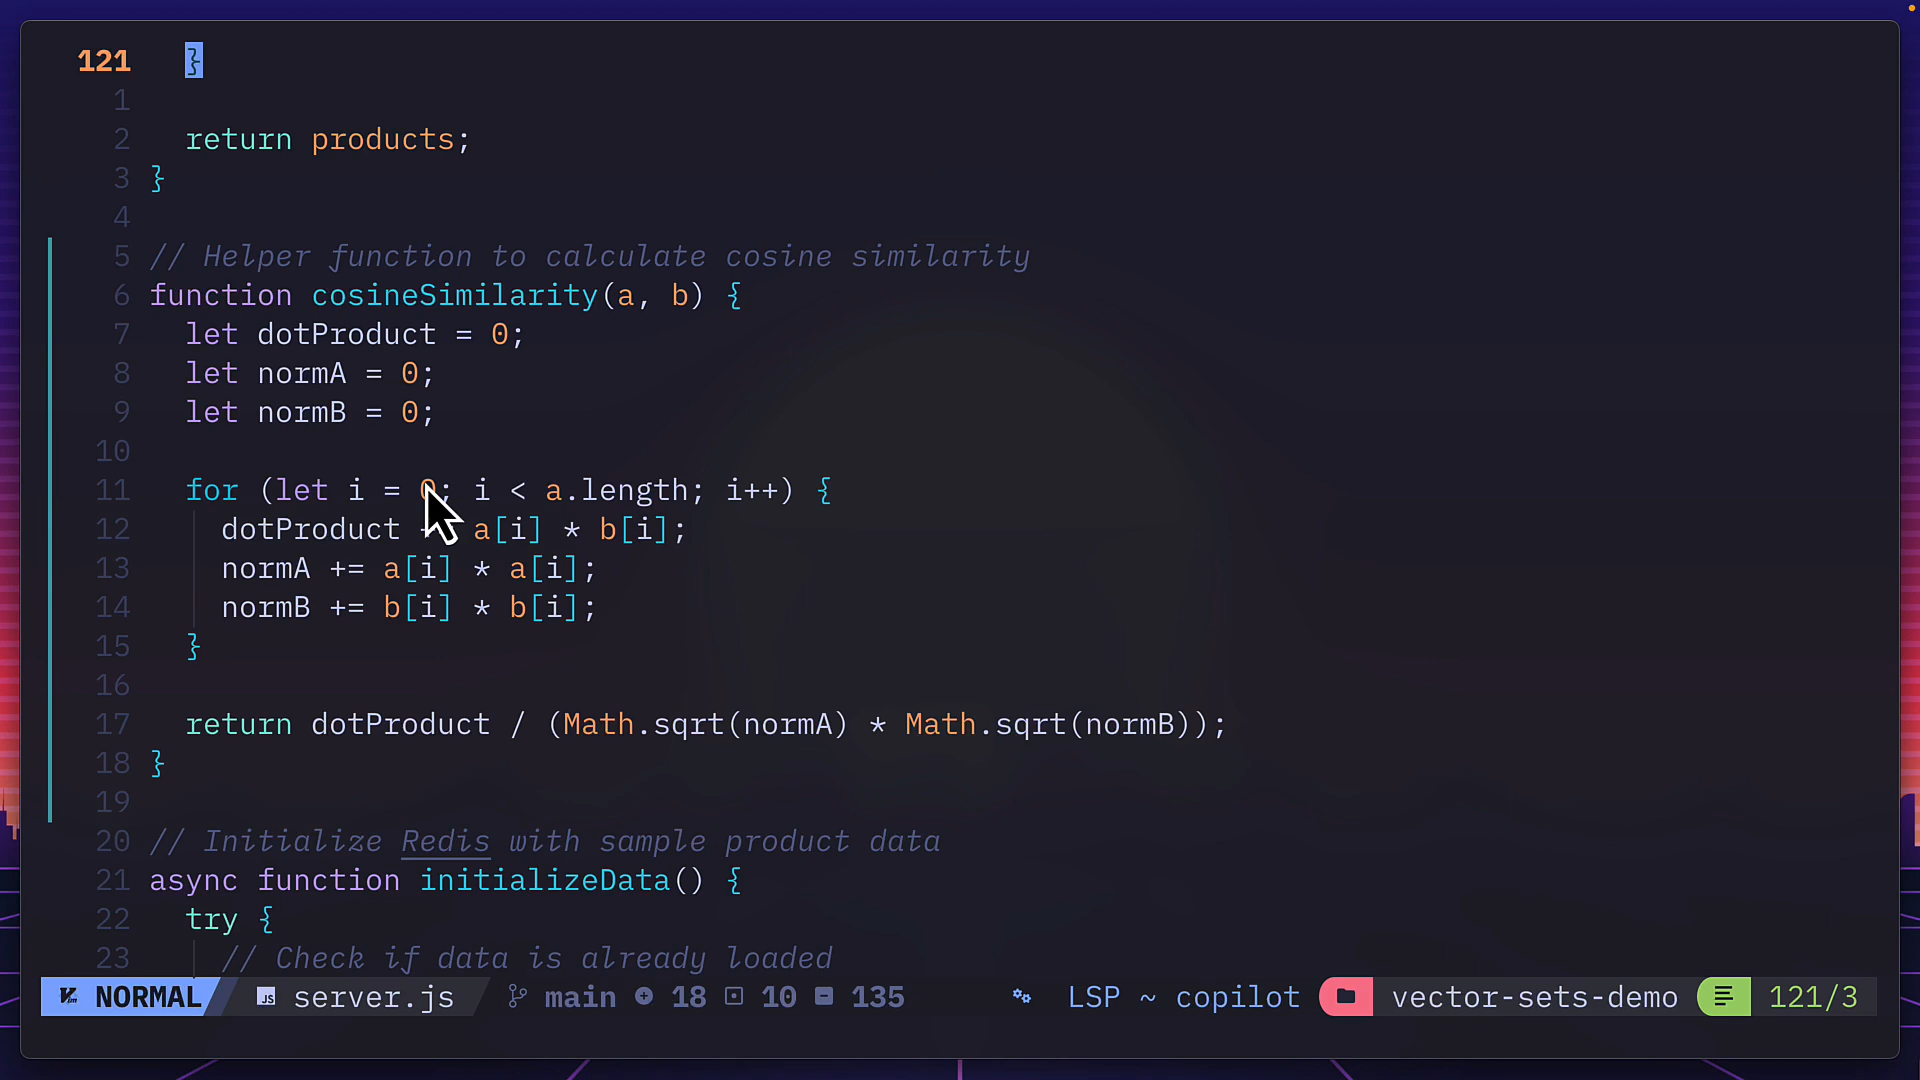 121 }
1
2 return products;
3 }
4
5 // Helper function to calculate cosine similarity
6 function cosineSimilarity(a, b) {
7 let dotProduct = 0;
8 let normA = 0;
9 let normB = 0;
10
11 for (let i = 0; i < a.length; i++) {
12 dotProduct a[i] * b[i];
13 normA += a[i] * a[i];
14 normB += b[i] * b[i];
15 }
16
17 return dotProduct / (Math.sqrt(normA) * Math.sqrt(normB));
18 }
19
20 // Initialize Redis with sample product data
21 async function initializeData() {
22 try {
23 // Check if data is already loaded
NORMAL JS server.js main 18 10 135 LSP ~ copilot vector-sets-demo 121/3